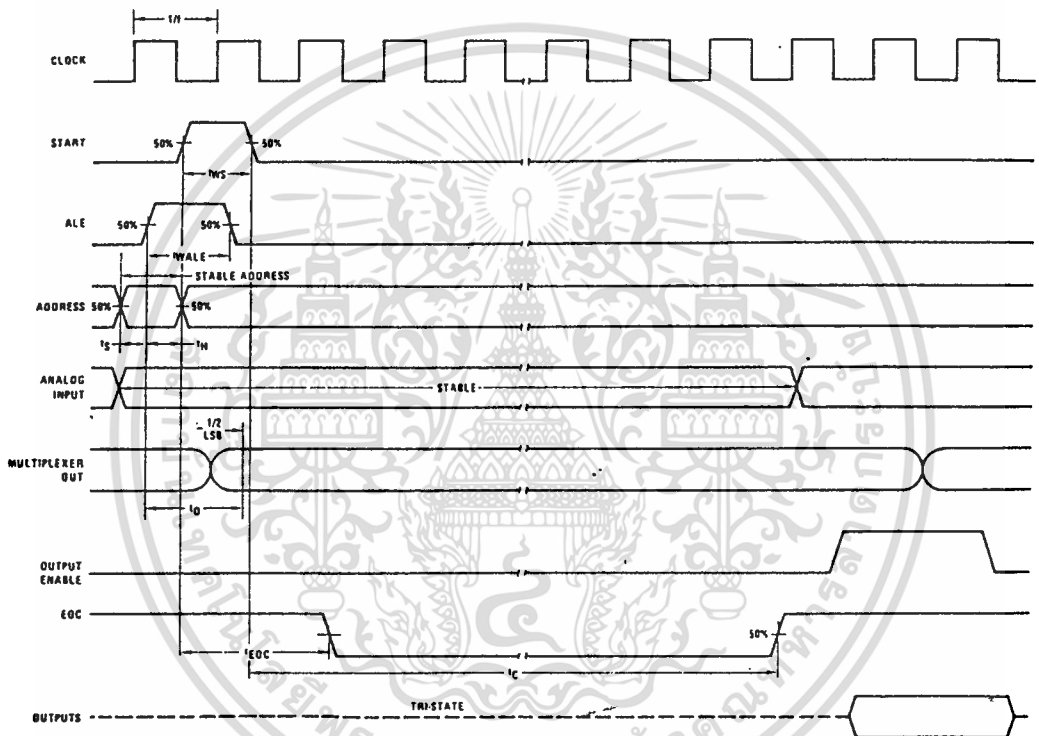 1/f
CLOCK
START
50%
50%
tWS
ALE
50%
50%
tWALE
STABLE ADDRESS
ADDRESS
50%
50%
tS
tH
ANALOG
INPUT
STABLE
1/2
LSB
MULTIPLEXER
OUT
tD
OUTPUT
ENABLE
EOC
50%
tEOC
tC
TRI-STATE
OUTPUTS